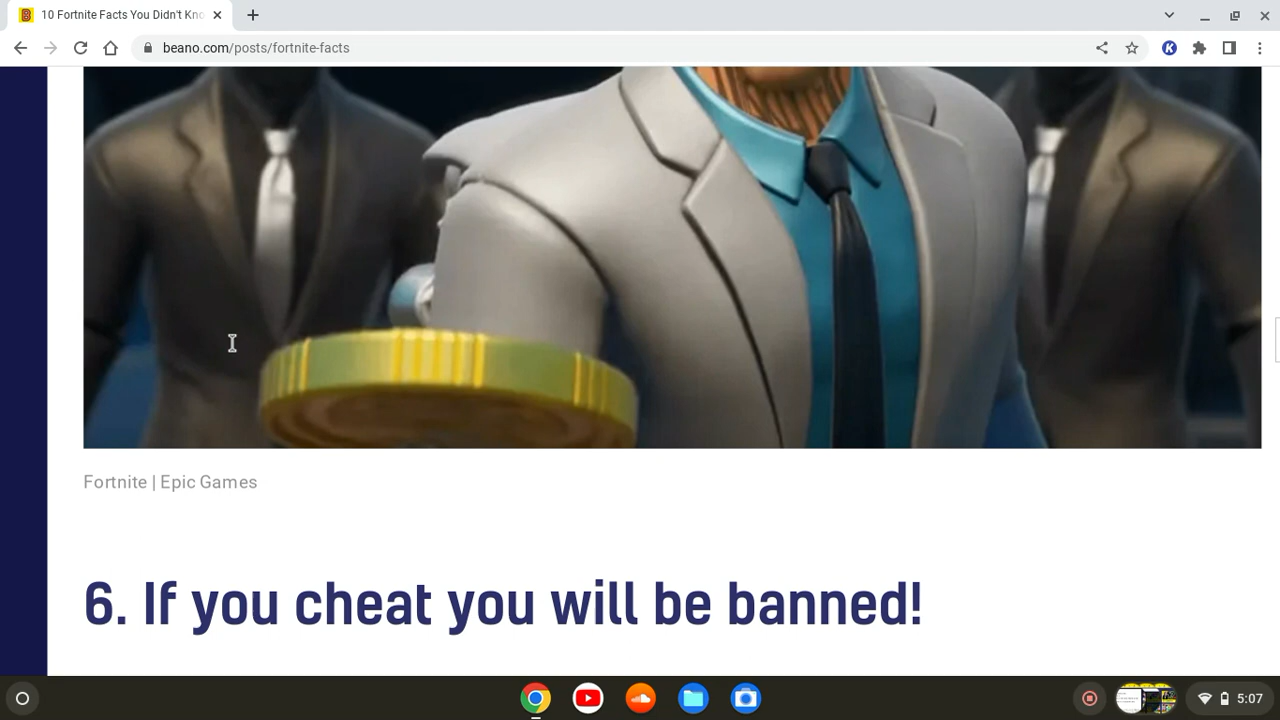 10 Fortnite Facts You Didn't Kno
beano.com/posts/fortnite-facts
Fortnite | Epic Games
6. If you cheat you will be banned!
5:07